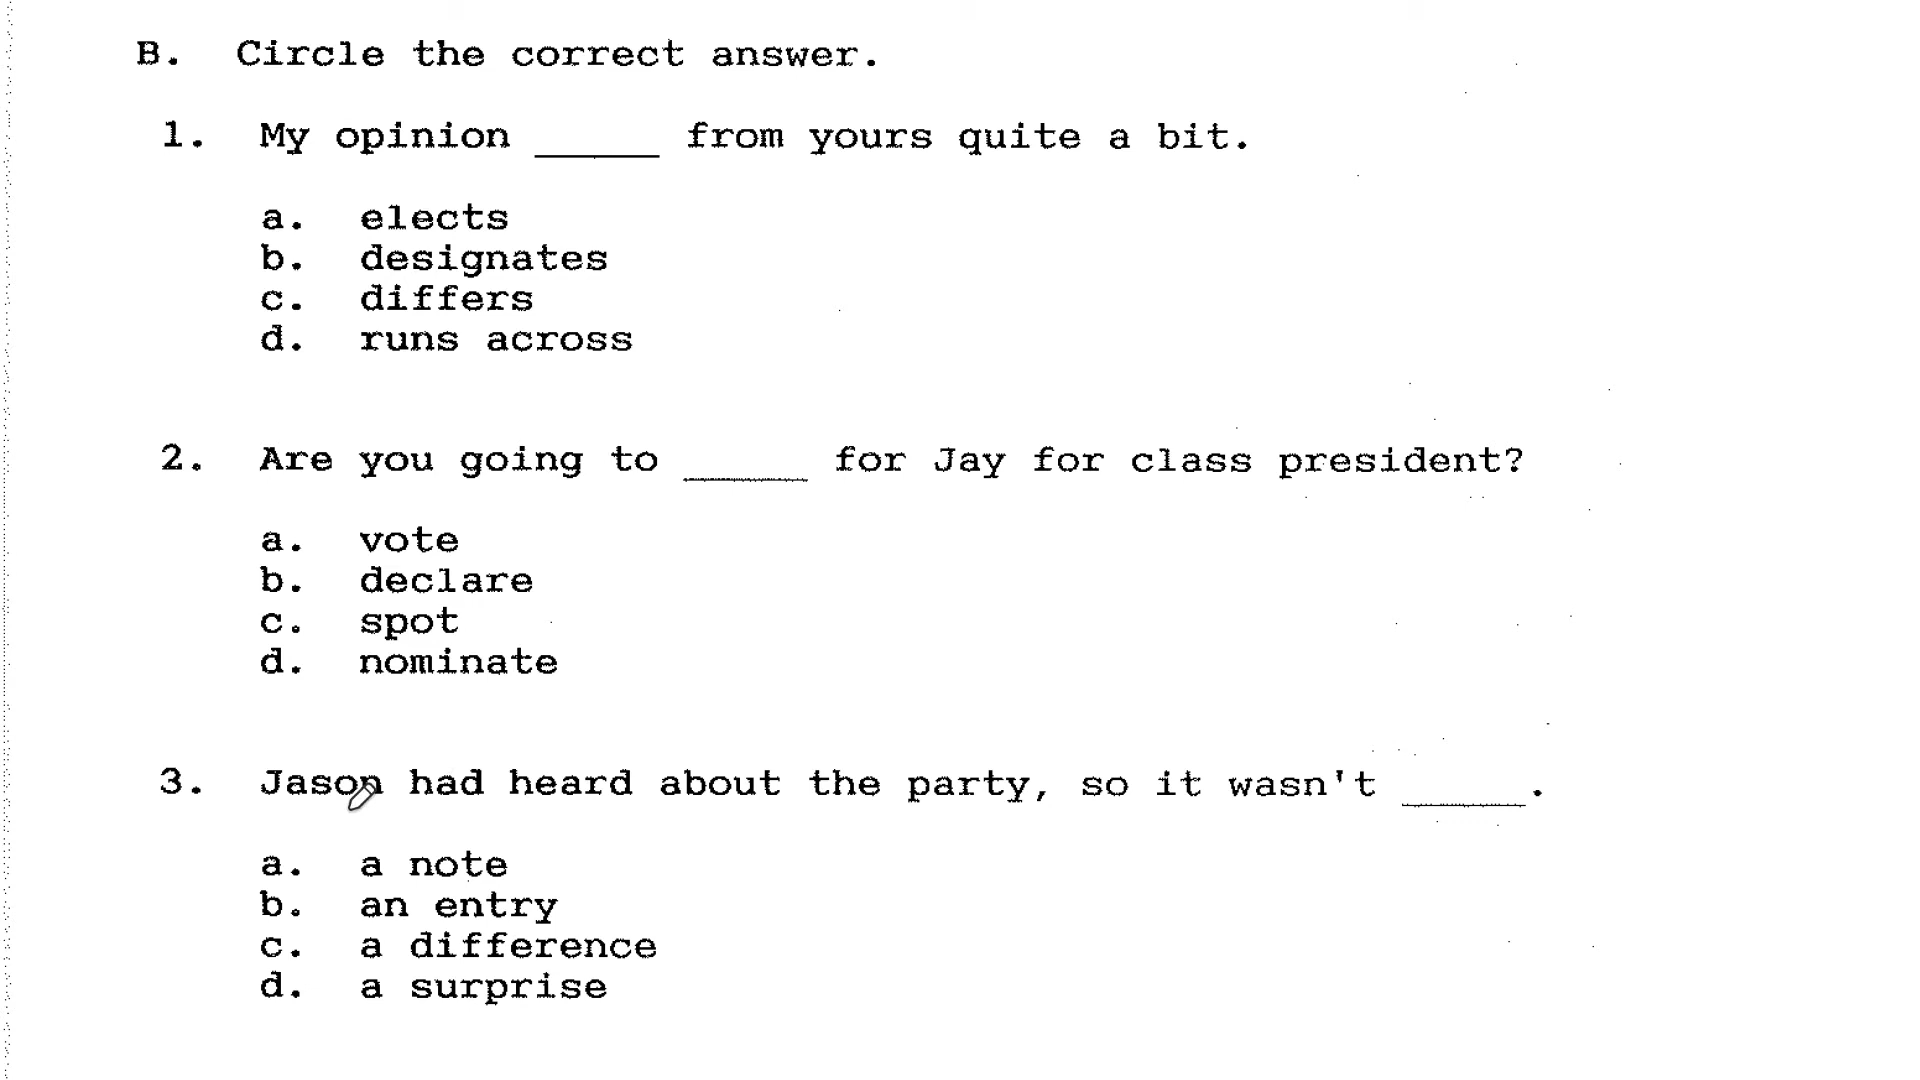 B. Circle the correct answer.
1. My opinion _____ from yours quite a bit.
a. elects
b. designates
c. differs
d. runs across
2. Are you going to _____ for Jay for class president?
a. vote
b. declare
c. spot
d. nominate
3. Jason had heard about the party, so it wasn't _____.
a. a note
b. an entry
c. a difference
d. a surprise